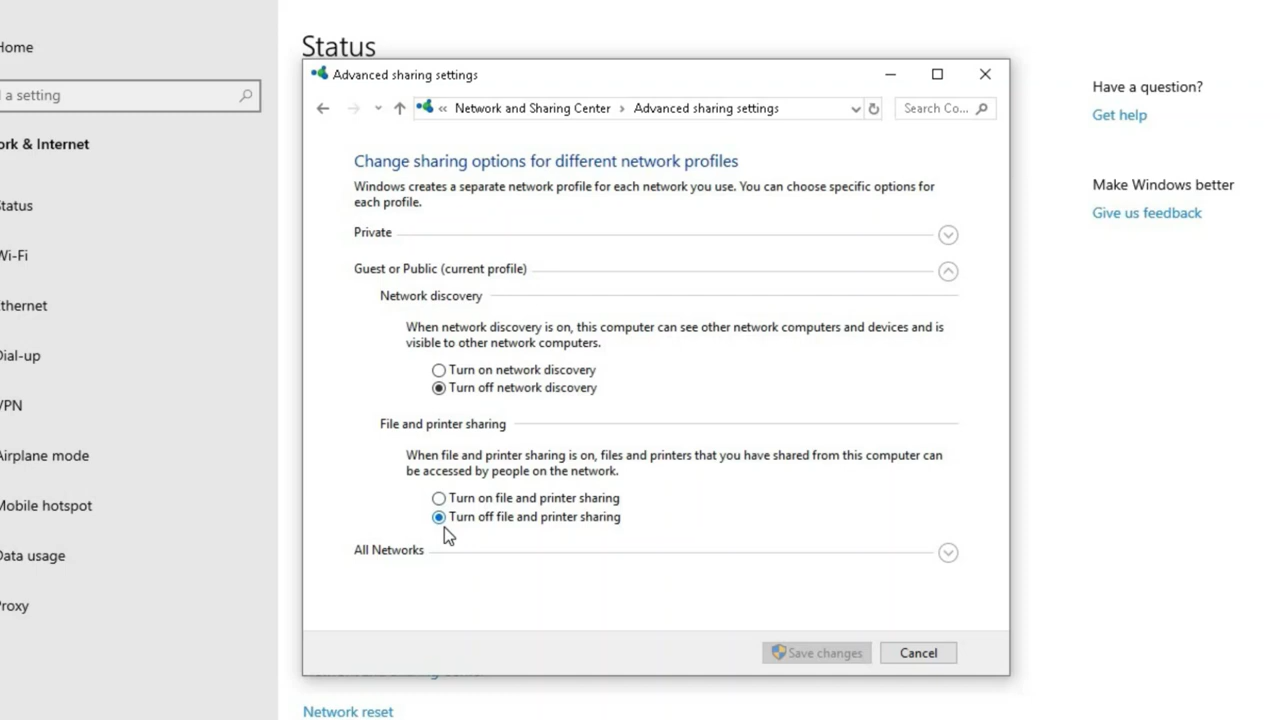 Home
a setting
ork & Internet
Status
Wi-Fi
thernet
Dial-up
VPN
Airplane mode
Mobile hotspot
Data usage
Proxy
Status
Advanced sharing settings
« Network and Sharing Center › Advanced sharing settings
Search Co...
Change sharing options for different network profiles
Windows creates a separate network profile for each network you use. You can choose specific options for
each profile.
Private
Guest or Public (current profile)
Network discovery
When network discovery is on, this computer can see other network computers and devices and is
visible to other network computers.
Turn on network discovery
Turn off network discovery
File and printer sharing
When file and printer sharing is on, files and printers that you have shared from this computer can
be accessed by people on the network.
Turn on file and printer sharing
Turn off file and printer sharing
All Networks
Save changes
Cancel
Network reset
Have a question?
Get help
Make Windows better
Give us feedback